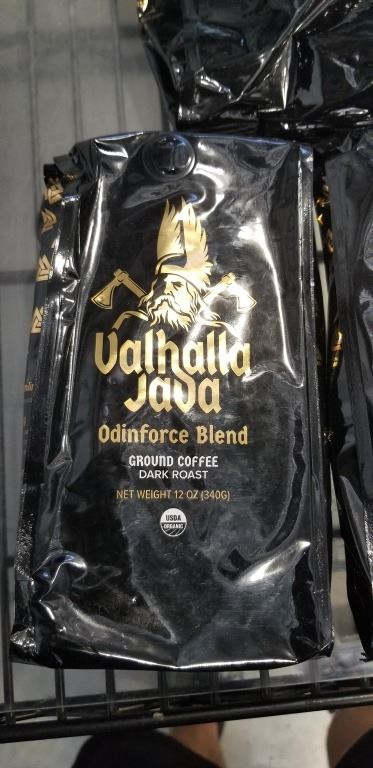 Valhalla
Java
Odinforce Blend
GROUND COFFEE
DARK ROAST
NET WEIGHT 12 OZ (340G)
USDA
ORGANIC